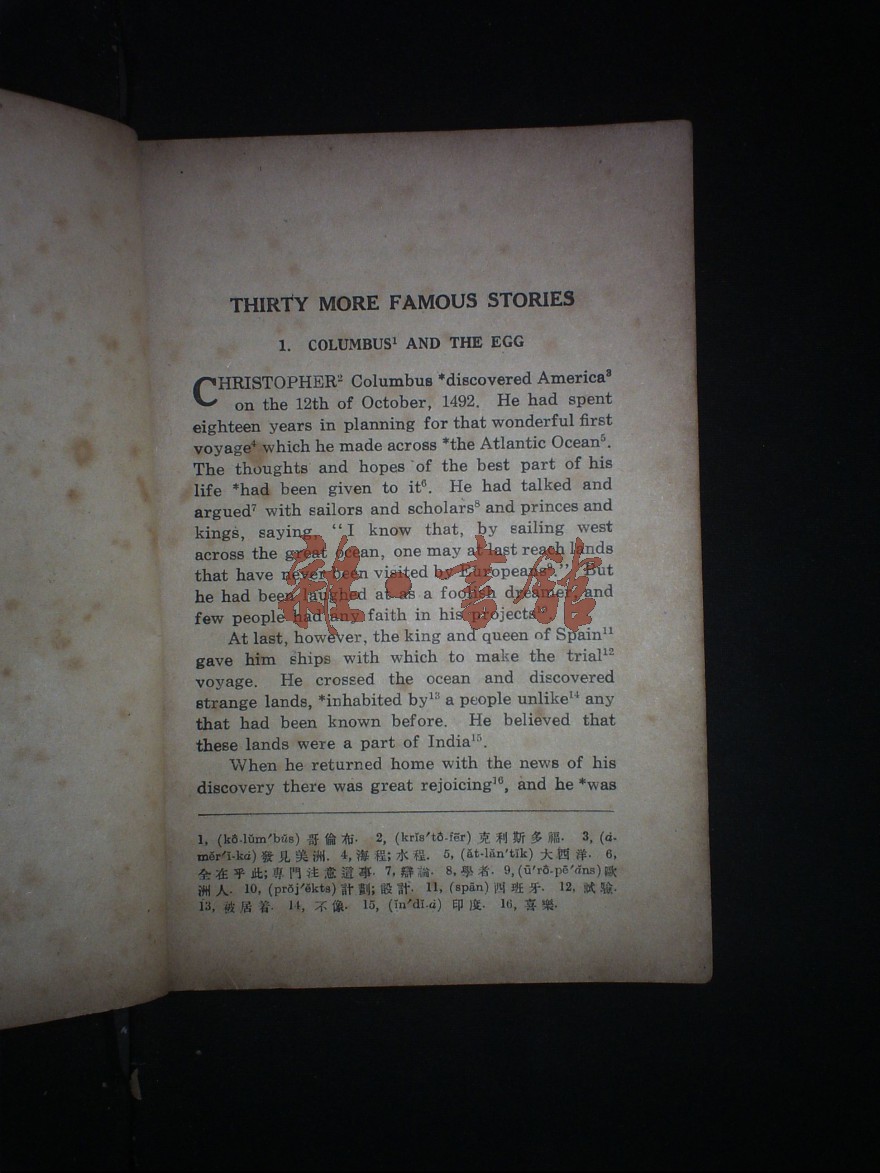 THIRTY MORE FAMOUS STORIES
1. COLUMBUS¹ AND THE EGG
CHRISTOPHER² Columbus *discovered America³
on the 12th of October, 1492. He had spent
eighteen years in planning for that wonderful first
voyage⁴ which he made across *the Atlantic Ocean⁵.
The thoughts and hopes of the best part of his
life *had been given to it⁶. He had talked and
argued⁷ with sailors and scholars⁸ and princes and
kings, saying, "I know that, by sailing west
across the great ocean, one may at last reach lands
that have never been visited by Europeans⁹." But
he had been laughed at as a foolish dreamer, and
few people had any faith in his projects¹⁰
At last, however, the king and queen of Spain¹¹
gave him ships with which to make the trial¹²
voyage. He crossed the ocean and discovered
strange lands, *inhabited by¹³ a people unlike¹⁴ any
that had been known before. He believed that
these lands were a part of India¹⁵.
When he returned home with the news of his
discovery there was great rejoicing¹⁶, and he *was
1, (kô-lŭm′bŭs) 哥倫布. 2, (krĭs′tô-fēr) 克利斯多福. 3, (á-
mĕr′ĭ-ká) 發見美洲. 4, 海程; 水程. 5, (ăt-lăn′tĭk) 大西洋. 6,
全在乎此; 專門注意這事. 7, 辯論. 8, 學者. 9, (ū′rô-pē′ăns) 歐
洲人. 10, (prŏj′ĕkts) 計劃; 設計. 11, (spān) 西班牙. 12, 試驗.
13, 被居着. 14, 不像. 15, (ĭn′dĭ-á) 印度. 16, 喜樂.